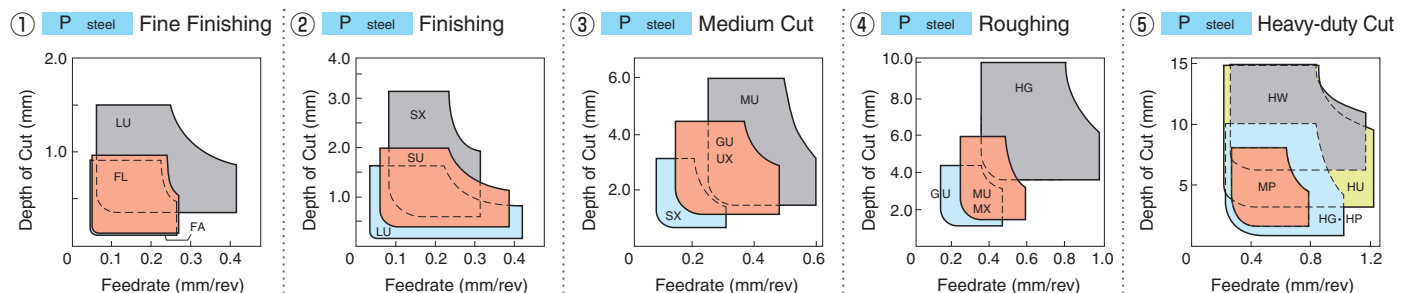 ① P steel Fine Finishing
Depth of Cut (mm)
2.0
1.0
0
LU
FL
FA
0.1 0.2 0.3 0.4
Feedrate (mm/rev)
② P steel Finishing
Depth of Cut (mm)
4.0
3.0
2.0
1.0
0
SX
SU
LU
0.1 0.2 0.3 0.4
Feedrate (mm/rev)
③ P steel Medium Cut
Depth of Cut (mm)
6.0
4.0
2.0
0
MU
GU
UX
SX
0.2 0.4 0.6
Feedrate (mm/rev)
④ P steel Roughing
Depth of Cut (mm)
10.0
8.0
6.0
4.0
2.0
0
HG
GU
MU
MX
0.2 0.4 0.6 0.8 1.0
Feedrate (mm/rev)
⑤ P steel Heavy-duty Cut
Depth of Cut (mm)
15
10
5
0
HW
MP
HU
HG・HP
0.4 0.8 1.2
Feedrate (mm/rev)